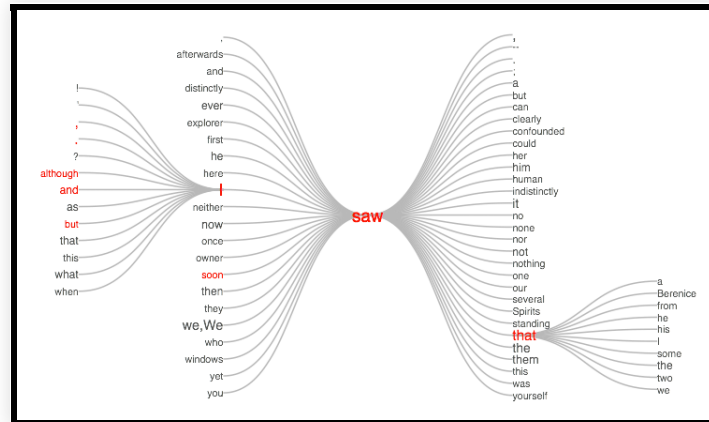 !
'
,
.
?
although
and
as
but
that
this
what
when
.
afterwards
and
distinctly
ever
explorer
first
he
here
I
neither
now
once
owner
soon
then
they
we,We
who
windows
yet
you
saw
,
.
:
a
but
can
clearly
confounded
could
her
him
human
indistinctly
it
no
none
nor
not
nothing
one
our
several
Spirits
standing
that
the
them
this
was
yourself
a
Berenice
from
he
his
I
some
the
two
we